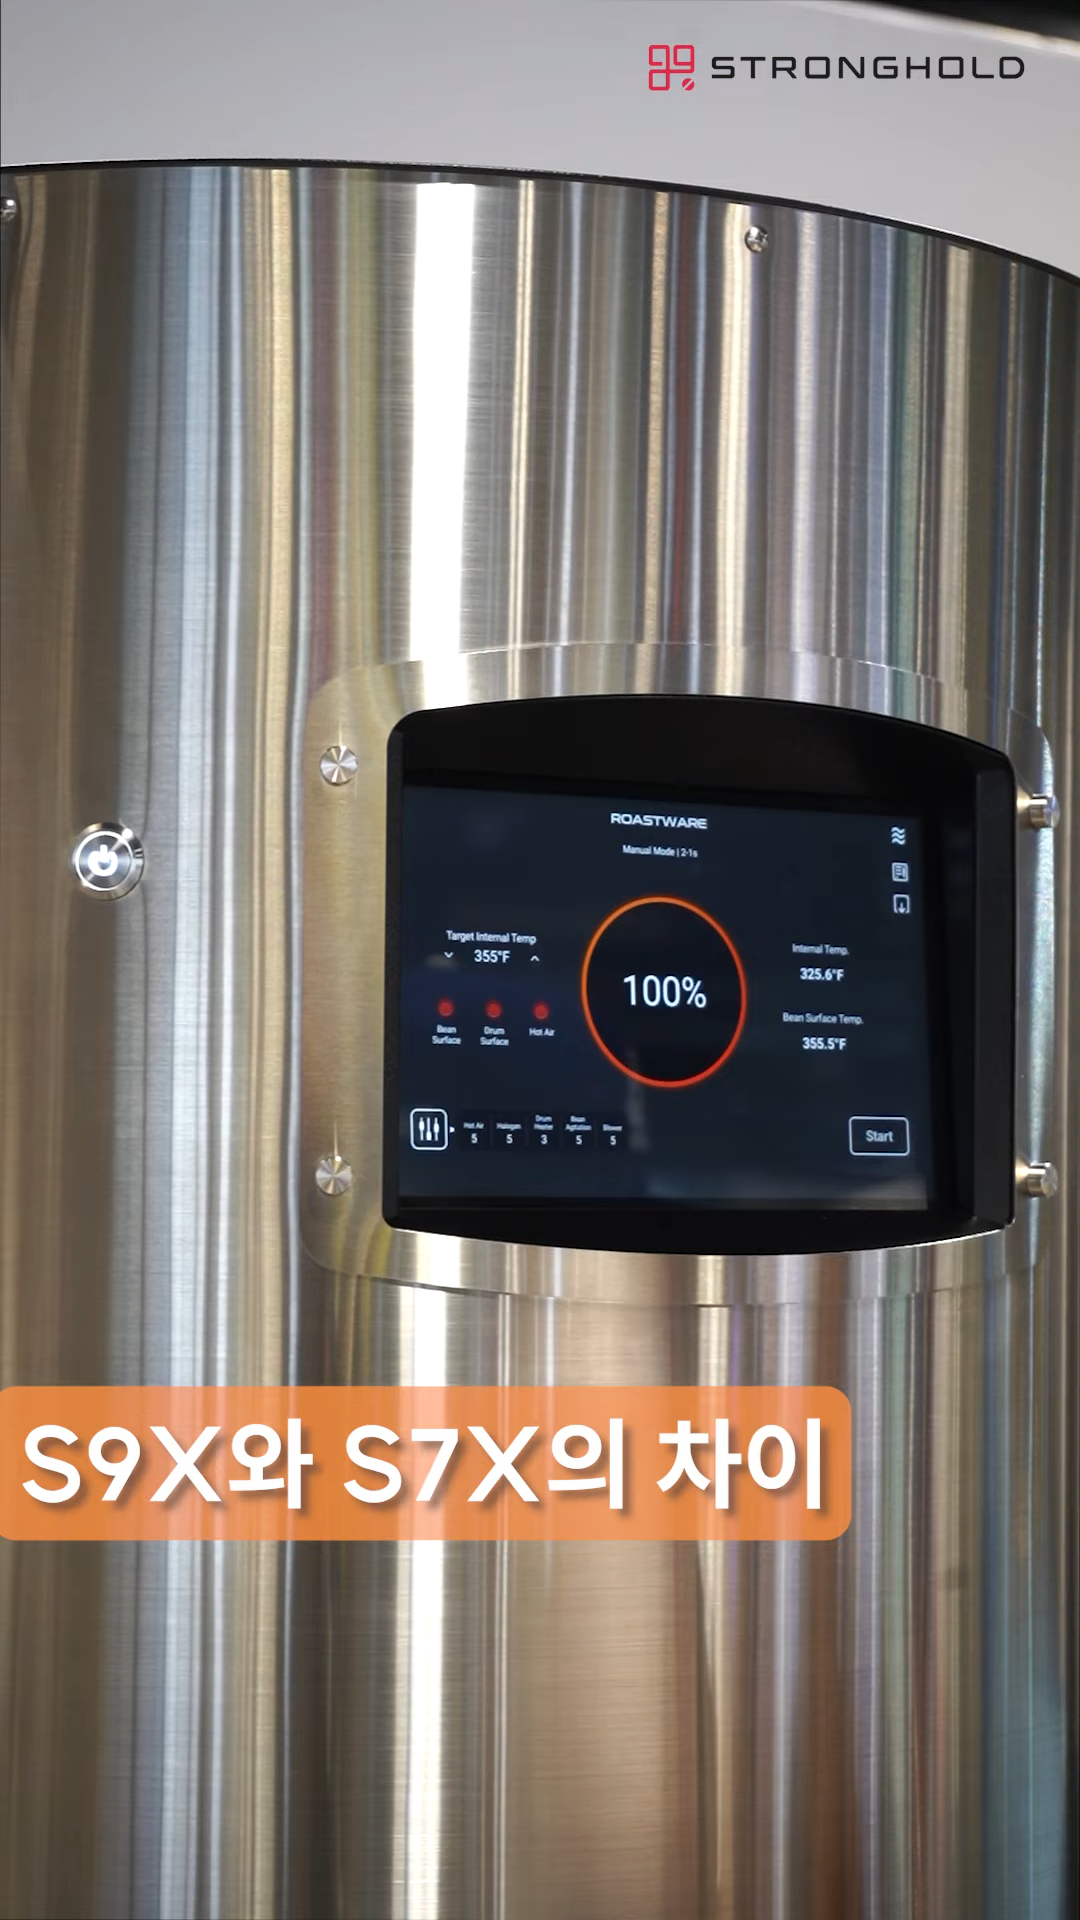 STRONGHOLD
ROASTWARE
Manual Mode | 2-1s
Target Internal Temp
355°F
Bean Surface
Drum Surface
Hot Air
100%
Internal Temp.
325.6°F
Bean Surface Temp.
355.5°F
Hot Air
5
Halogen
5
Drum Heater
3
Bean Agitation
5
Blower
5
Start
S9X와 S7X의 차이